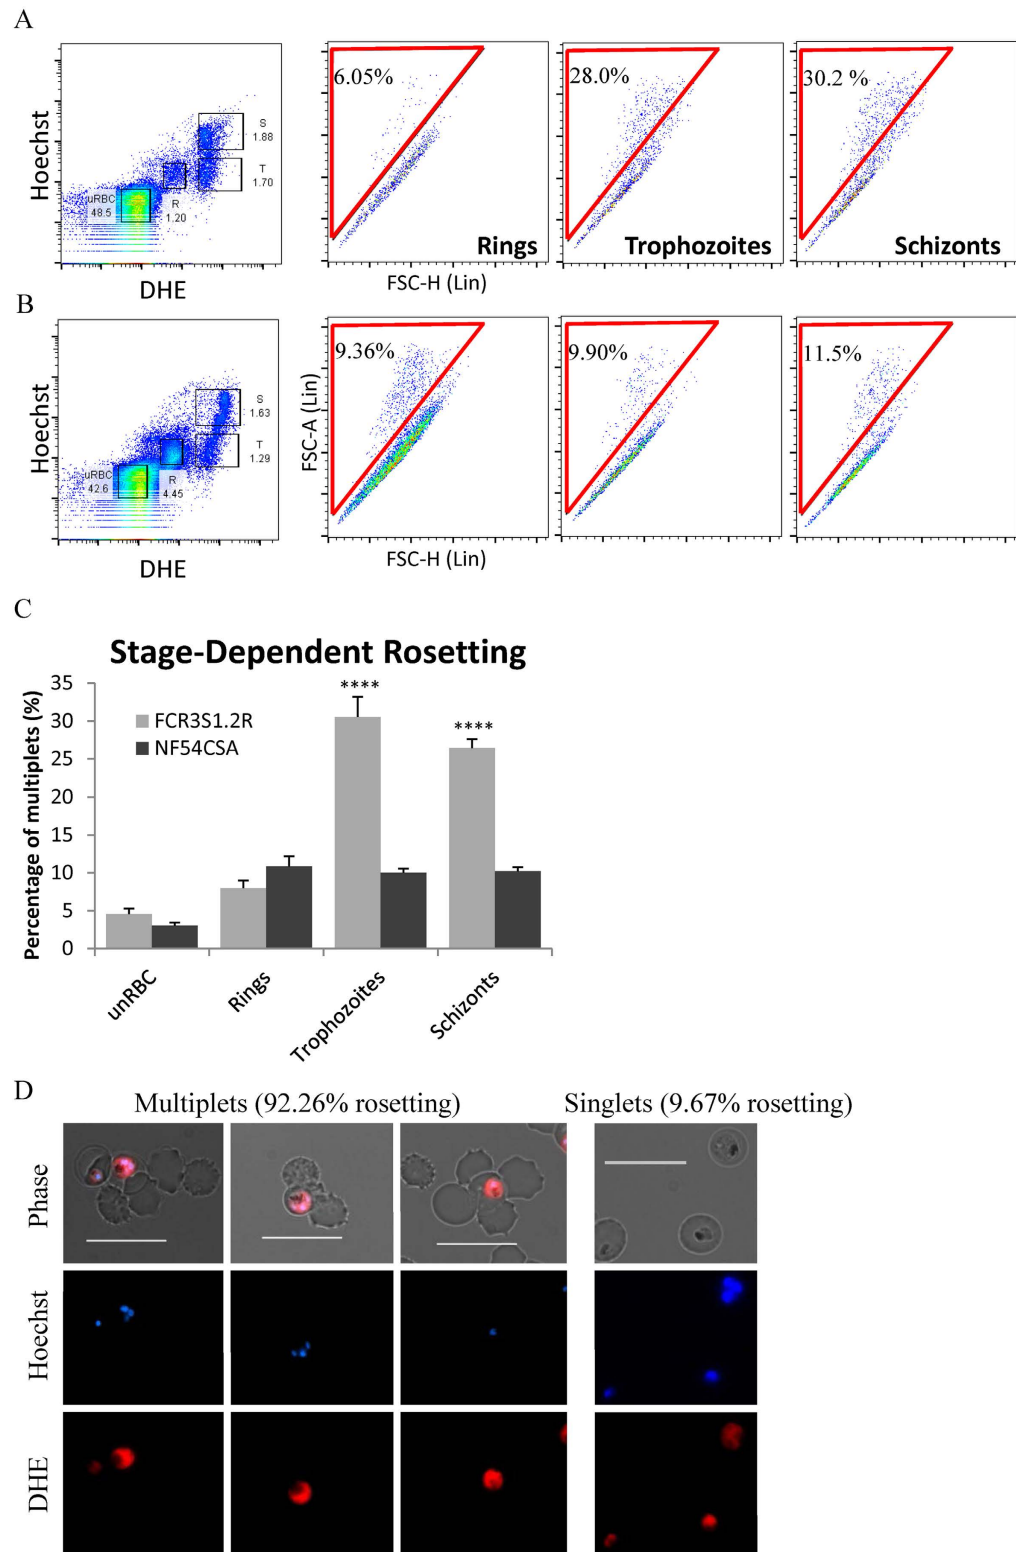 A
Hoechst
S
1.88
T
1.70
uRBC
48.5
R
1.20
DHE
6.05%
Rings
28.0%
Trophozoites
30.2 %
Schizonts
FSC-H (Lin)
B
Hoechst
S
1.63
T
1.29
uRBC
42.6
R
4.45
DHE
FSC-A (Lin)
9.36%
9.90%
11.5%
FSC-H (Lin)
C
Stage-Dependent Rosetting
Percentage of multiplets (%)
35
30
25
20
15
10
5
0
FCR3S1.2R
NF54CSA
****
****
unRBC
Rings
Trophozoites
Schizonts
D
Multiplets (92.26% rosetting)
Singlets (9.67% rosetting)
Phase
Hoechst
DHE